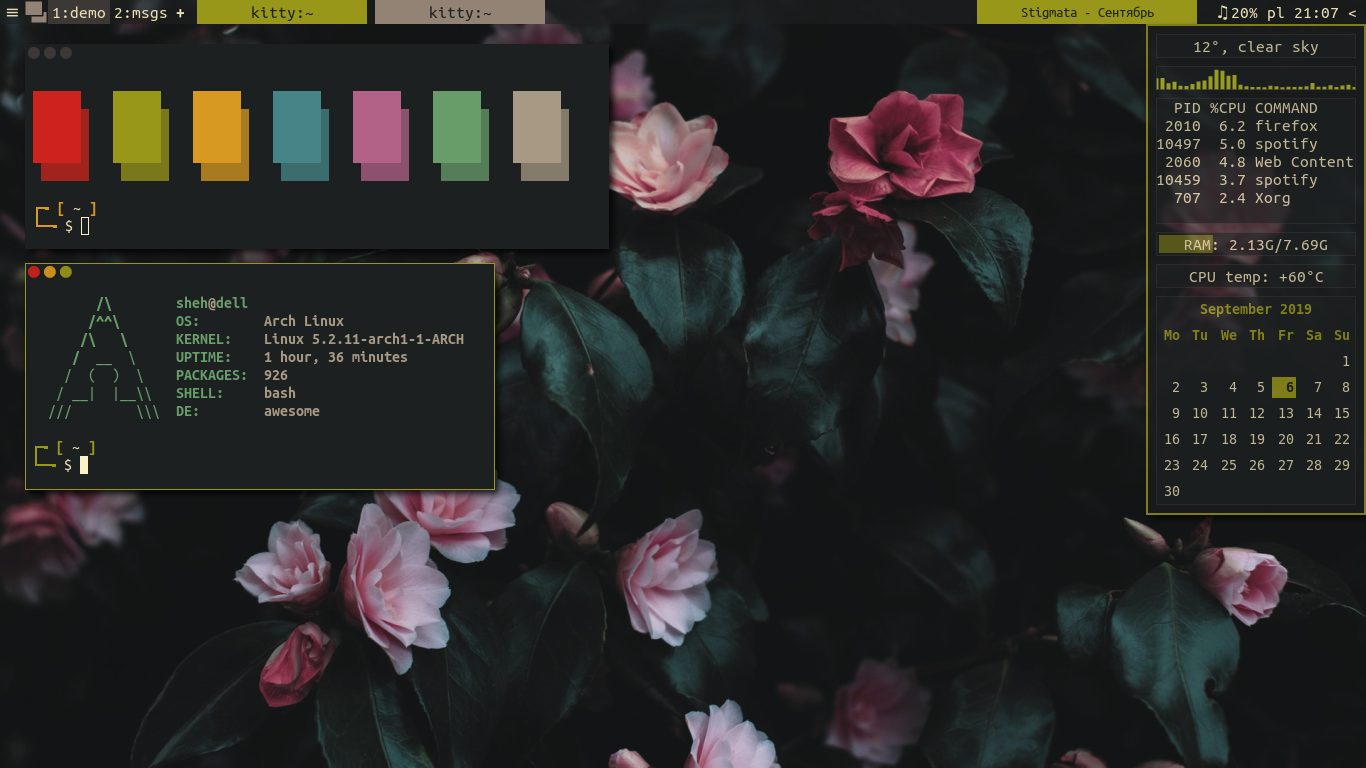 ≡ 1:demo 2:msgs + kitty:~ kitty:~ Stigmata - Сентябрь ♫20% pl 21:07 <
[ ~ ]
$
sheh@dell
OS: Arch Linux
KERNEL: Linux 5.2.11-arch1-1-ARCH
UPTIME: 1 hour, 36 minutes
PACKAGES: 926
SHELL: bash
DE: awesome
[ ~ ]
$
12°, clear sky
PID %CPU COMMAND
2010 6.2 firefox
10497 5.0 spotify
2060 4.8 Web Content
10459 3.7 spotify
707 2.4 Xorg
RAM: 2.13G/7.69G
CPU temp: +60°C
September 2019
Mo Tu We Th Fr Sa Su
1
2 3 4 5 6 7 8
9 10 11 12 13 14 15
16 17 18 19 20 21 22
23 24 25 26 27 28 29
30